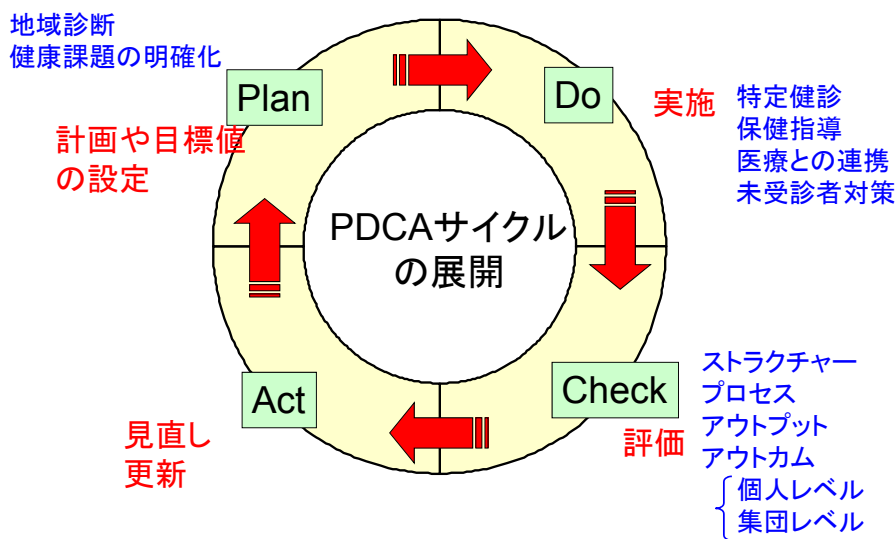 地域診断
健康課題の明確化
Plan
計画や目標値
の設定
Do
実施
特定健診
保健指導
医療との連携
未受診者対策
PDCAサイクル
の展開
Check
評価
ストラクチャー
プロセス
アウトプット
アウトカム
個人レベル
集団レベル
Act
見直し
更新